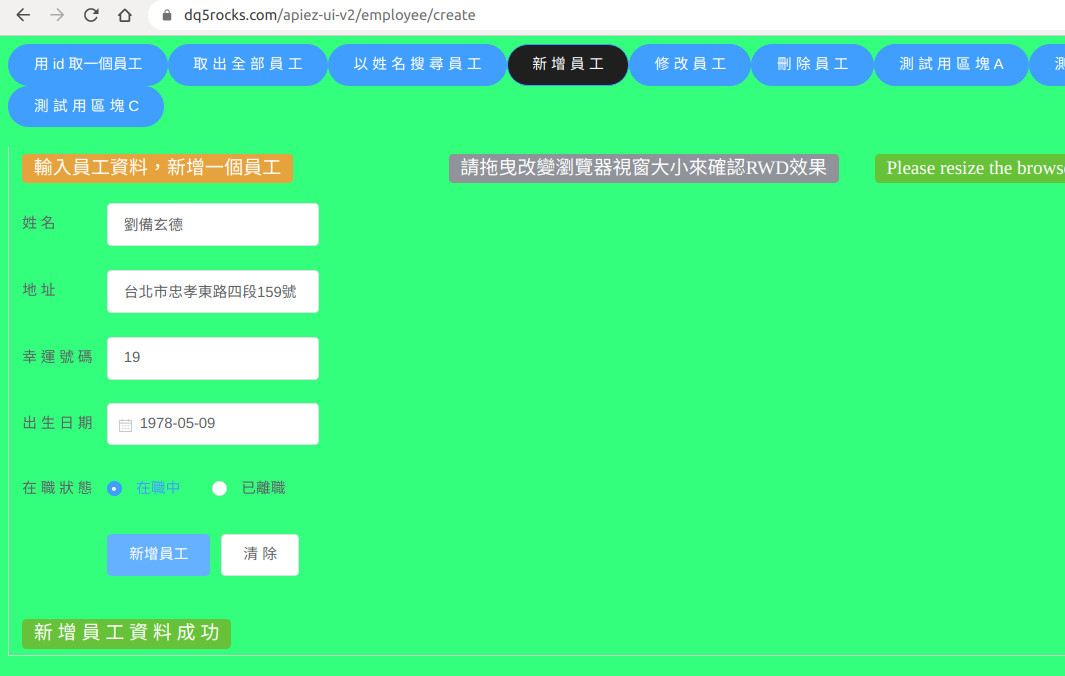 dq5rocks.com/apiez-ui-v2/employee/create
用 id 取一個員工 取出全部員工 以姓名搜尋員工 新增員工 修改員工 刪除員工 測試用區塊 A
測試用區塊 C
輸入員工資料，新增一個員工 請拖曳改變瀏覽器視窗大小來確認RWD效果 Please resize the brows
姓名 劉備玄德
地址 台北市忠孝東路四段159號
幸運號碼 19
出生日期 1978-05-09
在職狀態 在職中 已離職
新增員工 清除
新增員工資料成功